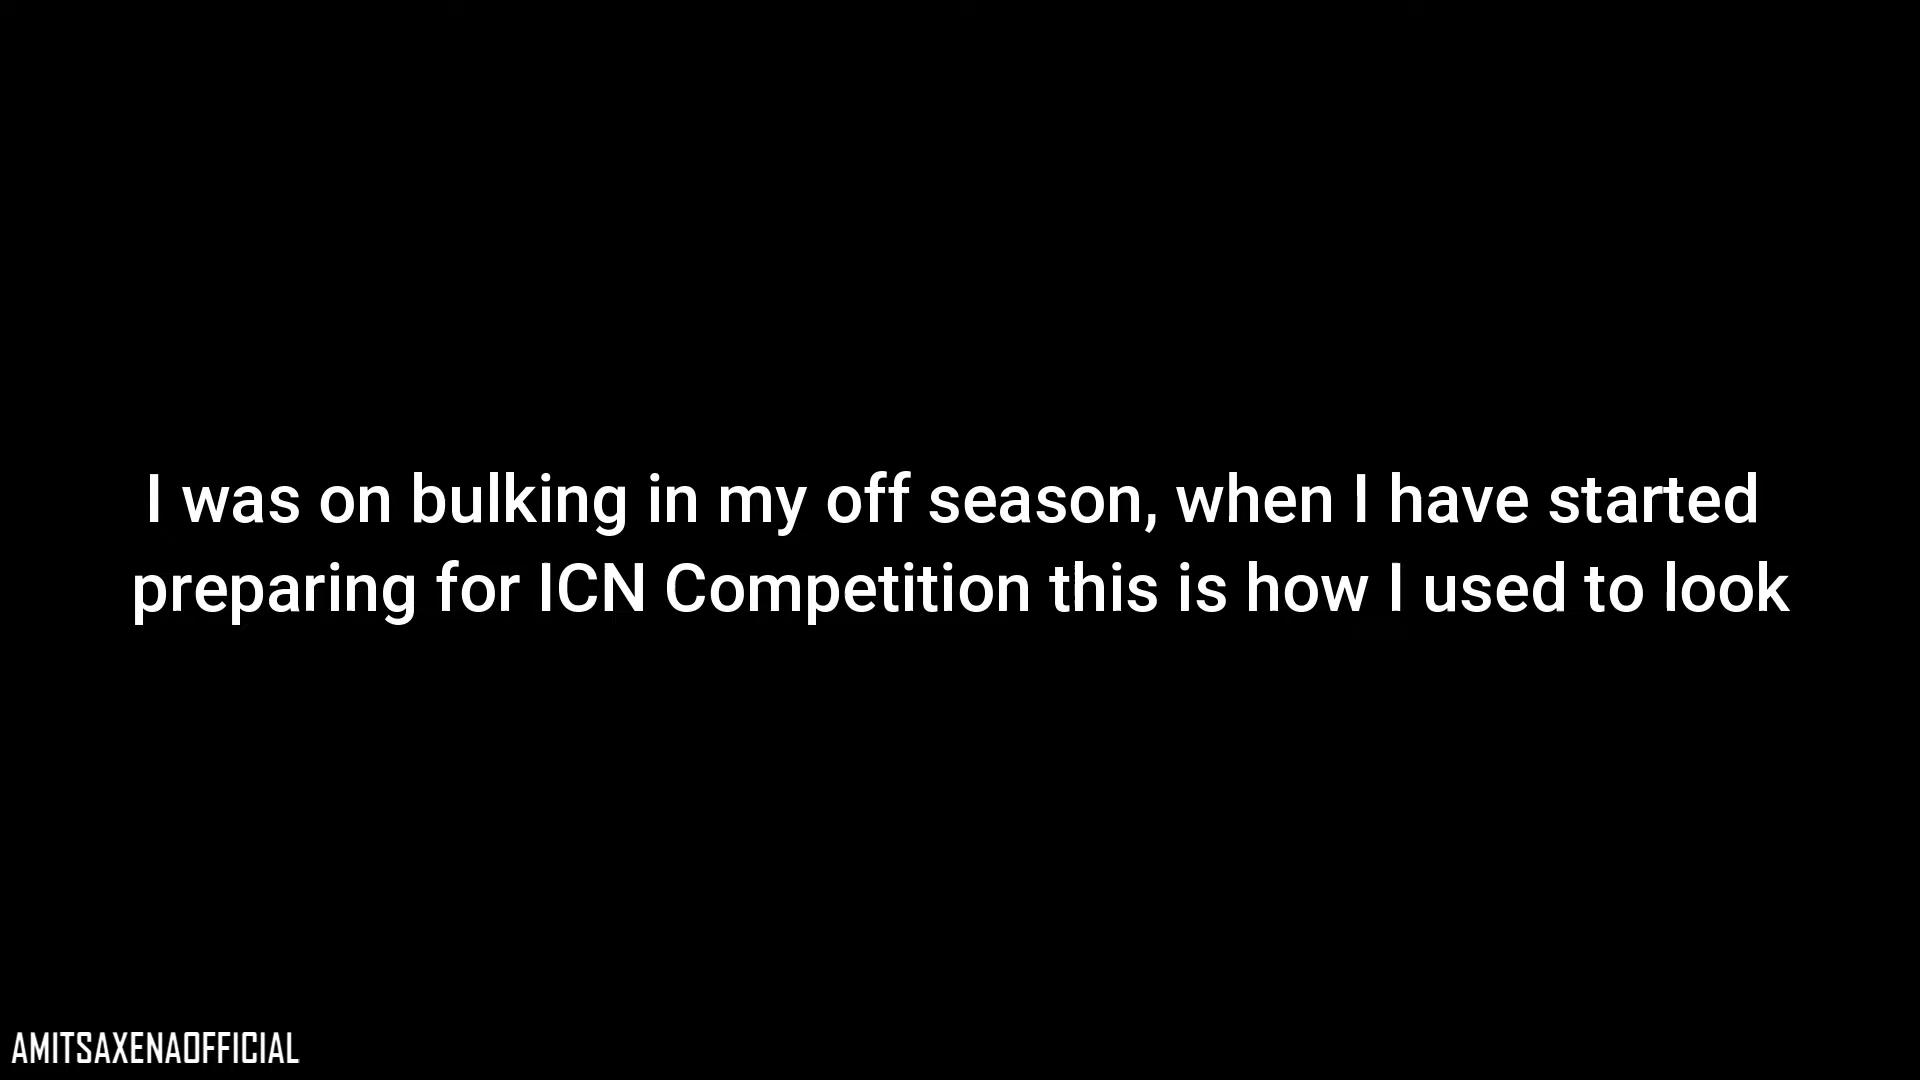 I was on bulking in my off season, when I have started
preparing for ICN Competition this is how I used to look
AMITSAXENAOFFICIAL